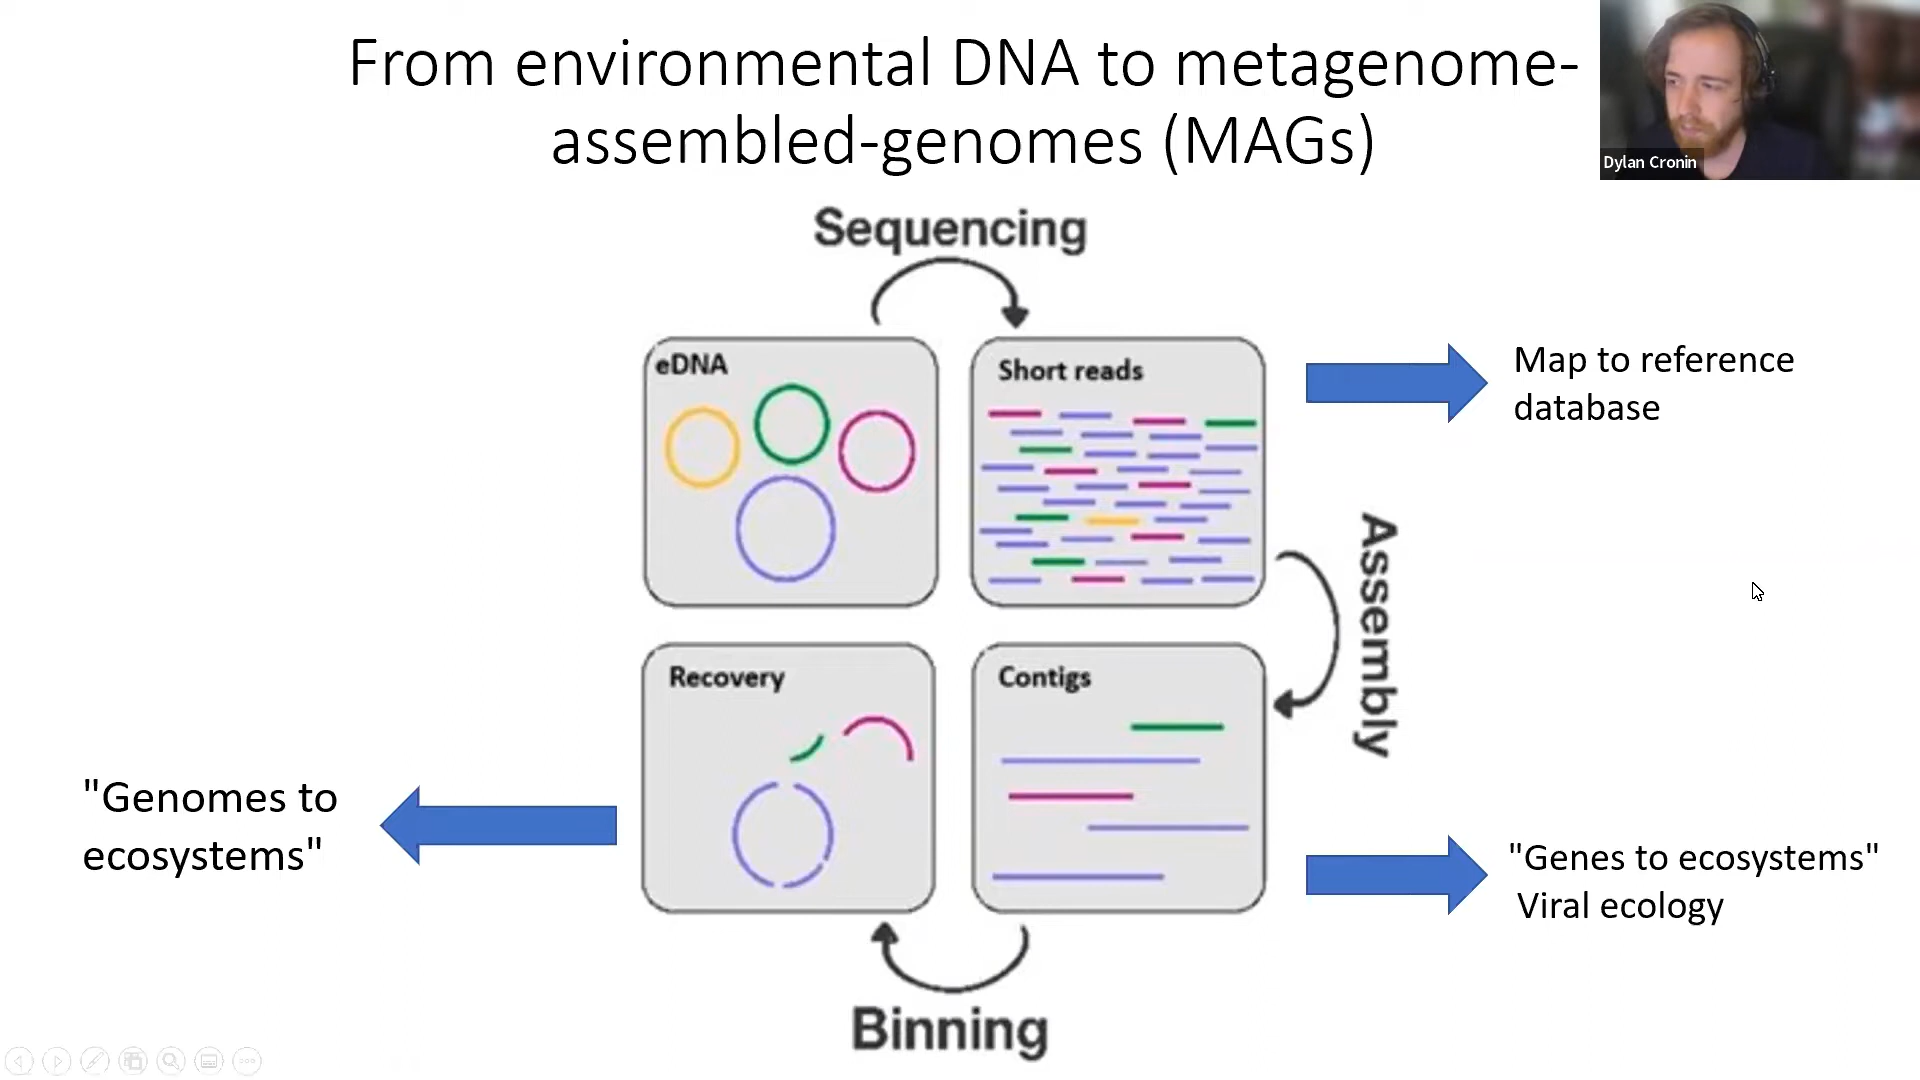 From environmental DNA to metagenome-
assembled-genomes (MAGs)
Dylan Cronin
Sequencing
eDNA
Short reads
Map to reference
database
Assembly
Recovery
Contigs
"Genomes to
ecosystems"
"Genes to ecosystems"
Viral ecology
Binning